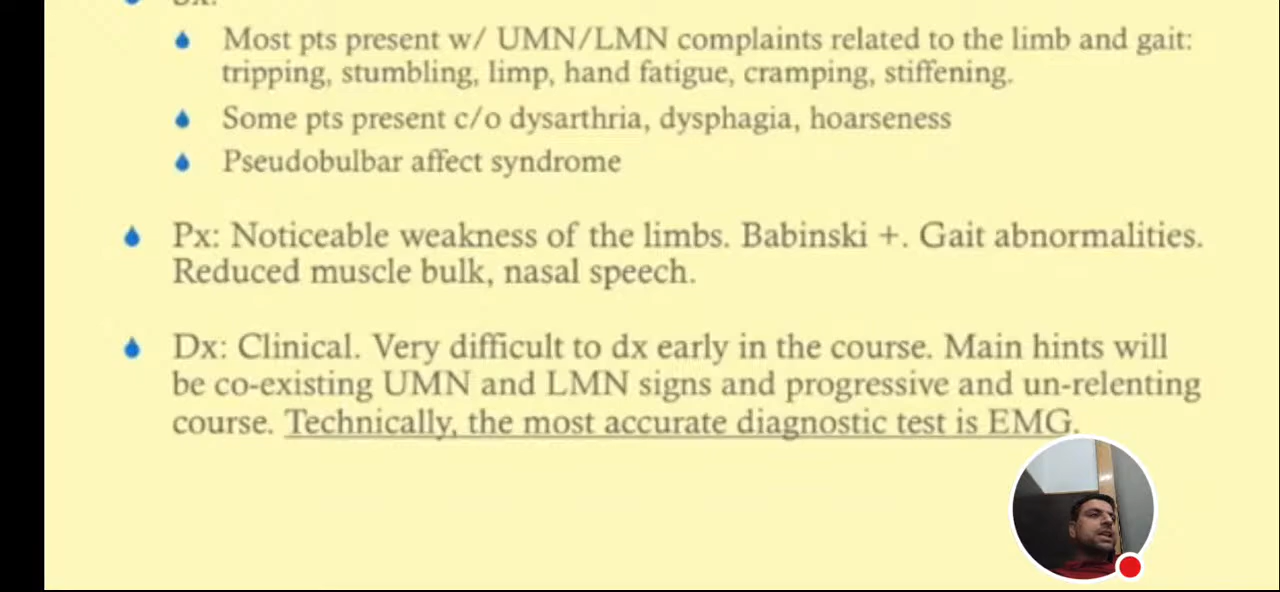 Most pts present w/ UMN/LMN complaints related to the limb and gait:
tripping, stumbling, limp, hand fatigue, cramping, stiffening.
Some pts present c/o dysarthria, dysphagia, hoarseness
Pseudobulbar affect syndrome
Px: Noticeable weakness of the limbs. Babinski +. Gait abnormalities.
Reduced muscle bulk, nasal speech.
Dx: Clinical. Very difficult to dx early in the course. Main hints will
be co-existing UMN and LMN signs and progressive and un-relenting
course. Technically, the most accurate diagnostic test is EMG.